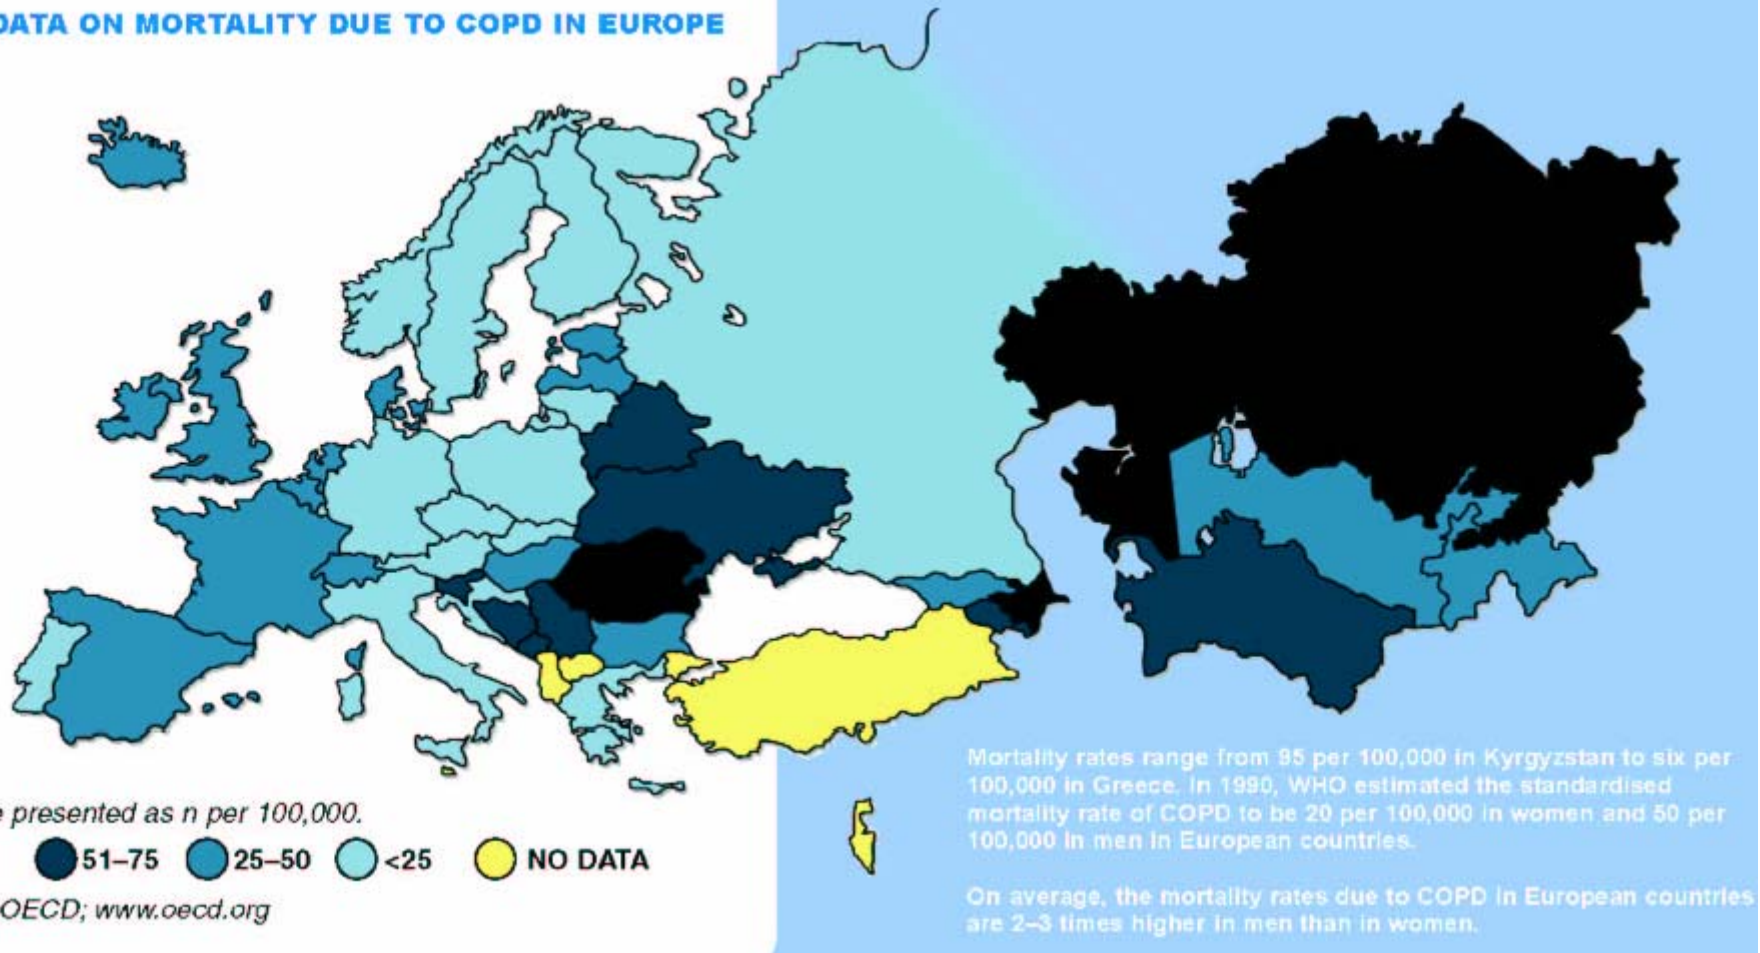 DATA ON MORTALITY DUE TO COPD IN EUROPE
Mortality rates range from 95 per 100,000 in Kyrgyzstan to six per
100,000 in Greece. In 1990, WHO estimated the standardised
mortality rate of COPD to be 20 per 100,000 in women and 50 per
100,000 in men in European countries.
On average, the mortality rates due to COPD in European countries
are 2–3 times higher in men than in women.
presented as n per 100,000.
51–75 25–50 <25 NO DATA
OECD; www.oecd.org